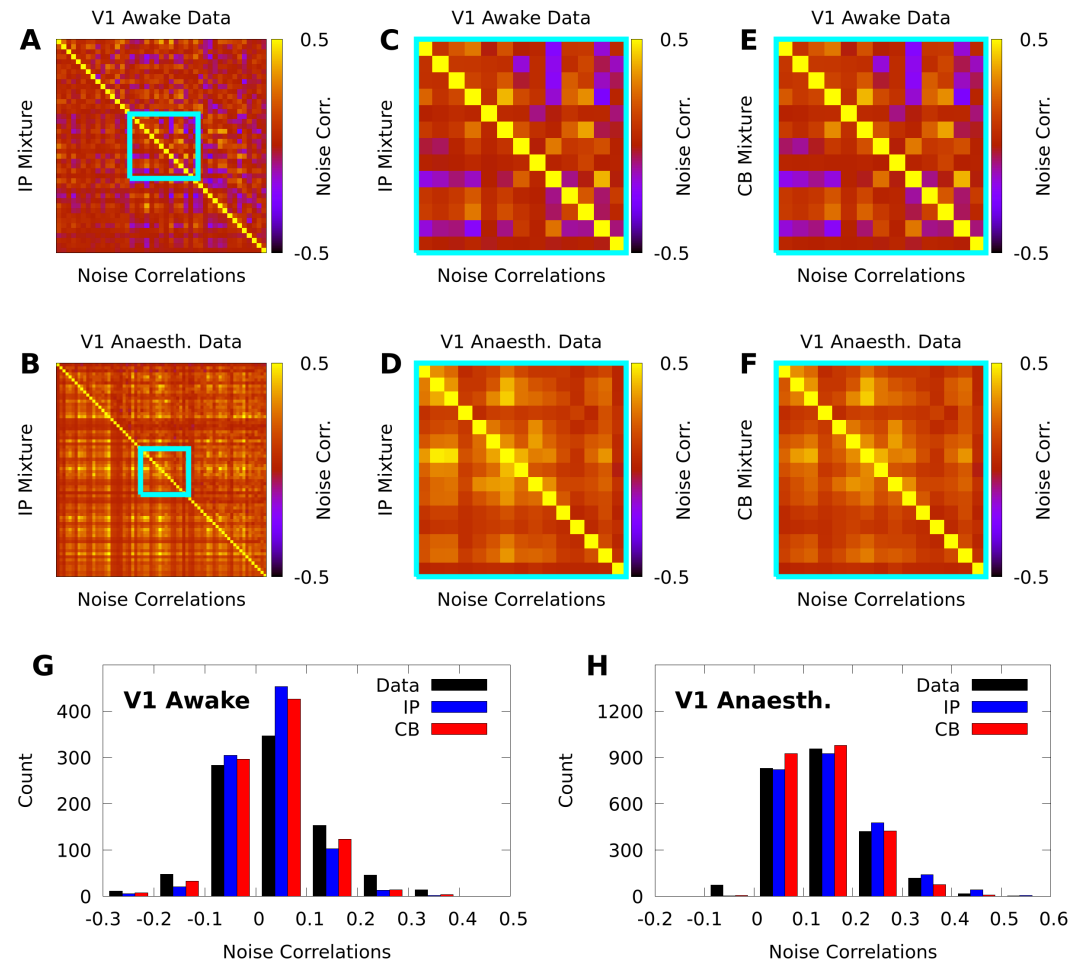 V1 Awake Data
A
IP Mixture
Noise Correlations
0.5
-0.5
Noise Corr.
V1 Awake Data
C
IP Mixture
Noise Correlations
0.5
-0.5
Noise Corr.
V1 Awake Data
E
CB Mixture
Noise Correlations
0.5
-0.5
Noise Corr.
V1 Anaesth. Data
B
IP Mixture
Noise Correlations
0.5
-0.5
Noise Corr.
V1 Anaesth. Data
D
IP Mixture
Noise Correlations
0.5
-0.5
Noise Corr.
V1 Anaesth. Data
F
CB Mixture
Noise Correlations
0.5
-0.5
Noise Corr.
G
V1 Awake
Data
IP
CB
Count
400
300
200
100
0
-0.3 -0.2 -0.1 0 0.1 0.2 0.3 0.4 0.5
Noise Correlations
H
V1 Anaesth.
Data
IP
CB
Count
1200
900
600
300
0
-0.2 -0.1 0 0.1 0.2 0.3 0.4 0.5 0.6
Noise Correlations